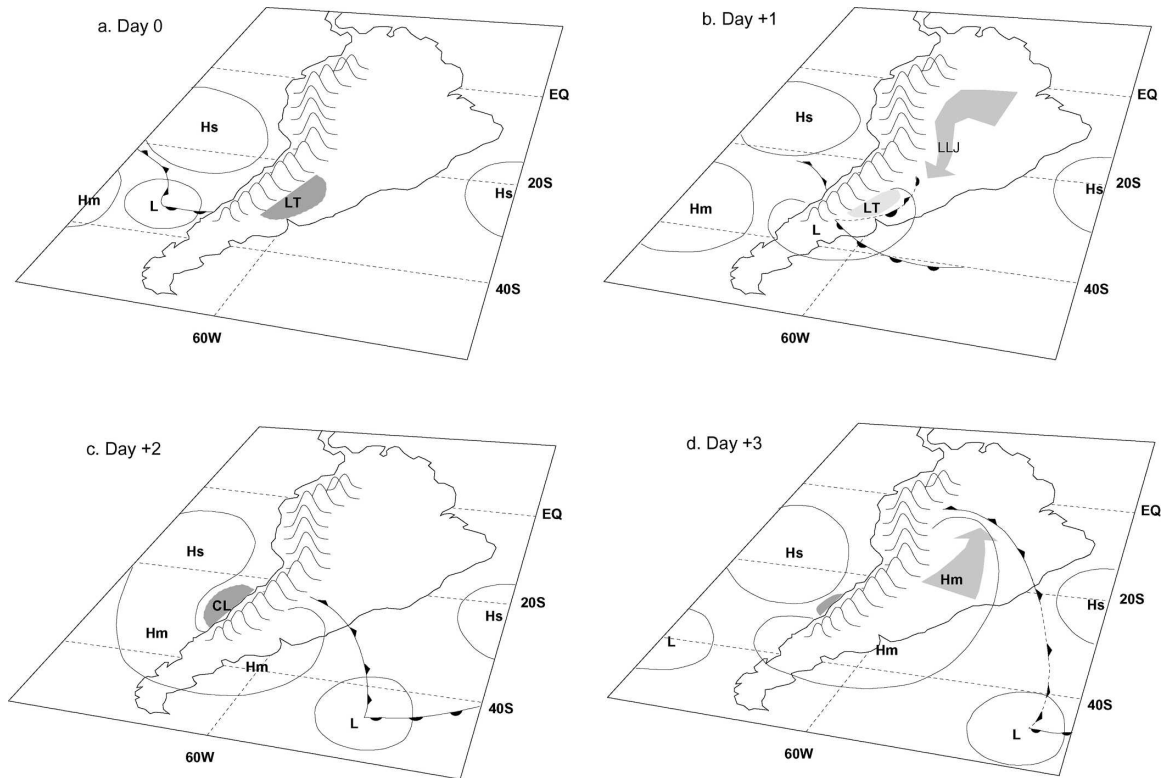 a. Day 0
Hs
EQ
Hm
L
LT
Hs
20S
40S
60W
b. Day +1
Hs
EQ
LLJ
Hm
LT
L
Hs
20S
40S
60W
c. Day +2
Hs
EQ
CL
Hm
Hm
Hs
20S
L
40S
60W
d. Day +3
Hs
EQ
Hm
Hs
20S
L
Hm
40S
L
60W